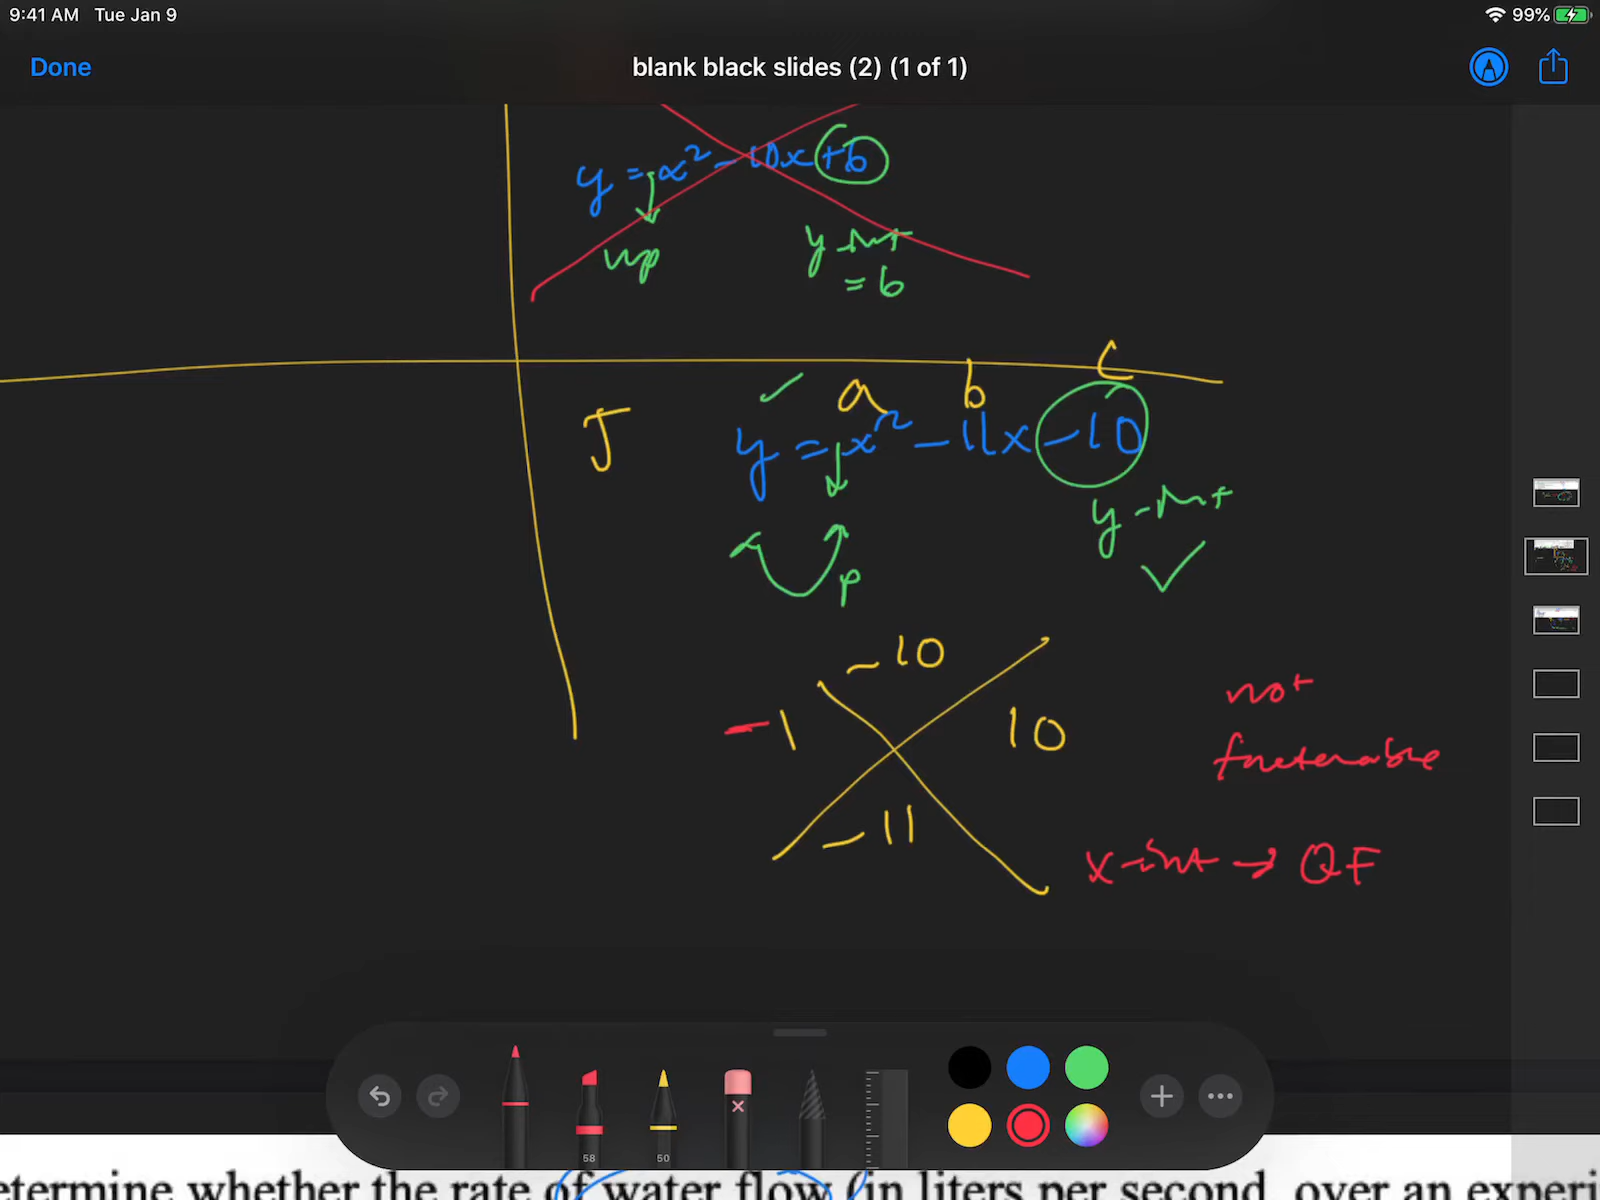 9:41 AM Tue Jan 9
99%
Done
blank black slides (2) (1 of 1)
y = x² - 10x + 6
up
y-int
= 6
a b c
J
y = x² - 11x - 10
y-int
p
-10
-1 10
-11
not
factorable
x-int → QF
58
50
etermine whether the rate of water flow (in liters per second, over an experi